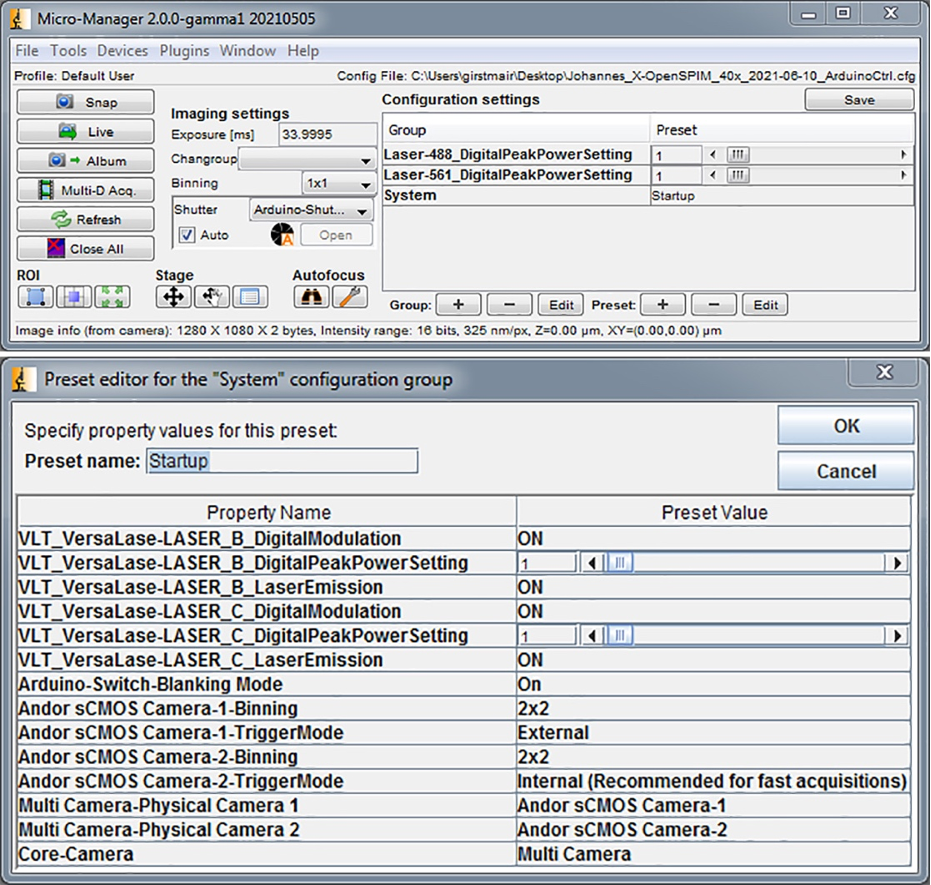 Micro-Manager 2.0.0-gamma1 20210505
File Tools Devices Plugins Window Help
Profile: Default User
Config File: C:\Users\girstmair\Desktop\Johannes_X-OpenSPIM_40x_2021-06-10_ArduinoCtrl.cfg
Snap
Live
Album
Multi-D Acq.
Refresh
Close All
Imaging settings
Exposure [ms] 33.9995
Changroup
Binning 1x1
Shutter Arduino-Shut...
Auto
A
Open
Configuration settings
Save
Group Preset
Laser-488_DigitalPeakPowerSetting 1
Laser-561_DigitalPeakPowerSetting 1
System Startup
ROI
Stage
Autofocus
Group: + − Edit Preset: + − Edit
Image info (from camera): 1280 X 1080 X 2 bytes, Intensity range: 16 bits, 325 nm/px, Z=0.00 µm, XY=(0.00,0.00) µm
Preset editor for the "System" configuration group
Specify property values for this preset:
Preset name: Startup
OK
Cancel
Property Name Preset Value
VLT_VersaLase-LASER_B_DigitalModulation ON
VLT_VersaLase-LASER_B_DigitalPeakPowerSetting 1
VLT_VersaLase-LASER_B_LaserEmission ON
VLT_VersaLase-LASER_C_DigitalModulation ON
VLT_VersaLase-LASER_C_DigitalPeakPowerSetting 1
VLT_VersaLase-LASER_C_LaserEmission ON
Arduino-Switch-Blanking Mode On
Andor sCMOS Camera-1-Binning 2x2
Andor sCMOS Camera-1-TriggerMode External
Andor sCMOS Camera-2-Binning 2x2
Andor sCMOS Camera-2-TriggerMode Internal (Recommended for fast acquisitions)
Multi Camera-Physical Camera 1 Andor sCMOS Camera-1
Multi Camera-Physical Camera 2 Andor sCMOS Camera-2
Core-Camera Multi Camera